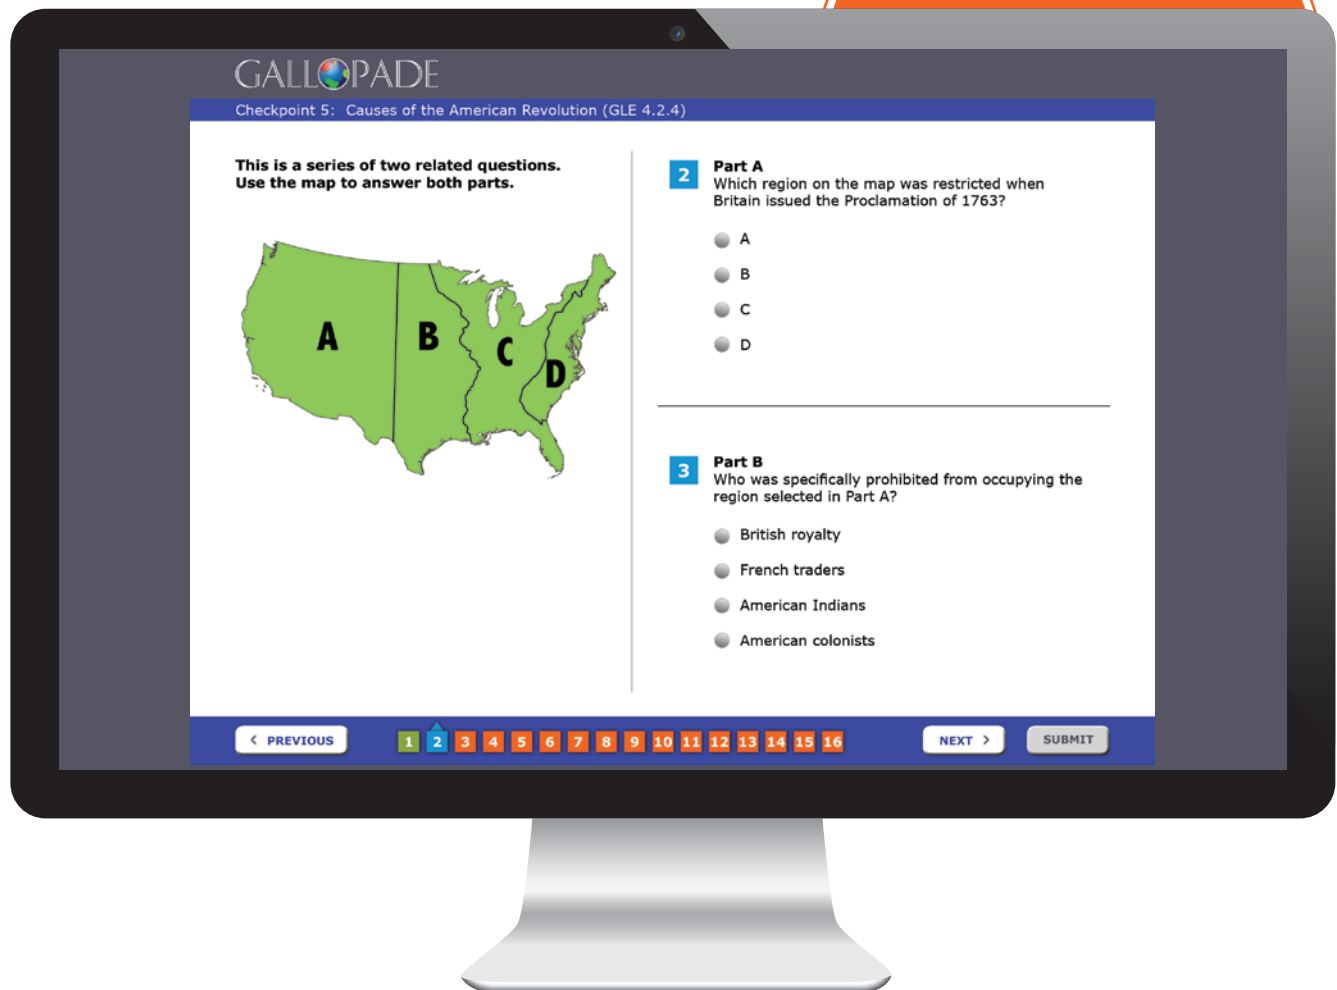 GALLOPADE
Checkpoint 5: Causes of the American Revolution (GLE 4.2.4)
This is a series of two related questions.
Use the map to answer both parts.
A
B
C
D
2
Part A
Which region on the map was restricted when
Britain issued the Proclamation of 1763?
A
B
C
D
3
Part B
Who was specifically prohibited from occupying the
region selected in Part A?
British royalty
French traders
American Indians
American colonists
< PREVIOUS
1 2 3 4 5 6 7 8 9 10 11 12 13 14 15 16
NEXT >
SUBMIT